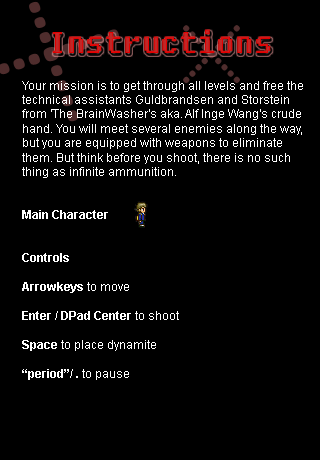 Instructions
Your mission is to get through all levels and free the
technical assistants Guldbrandsen and Storstein
from 'The BrainWasher's aka. Alf Inge Wang's crude
hand. You will meet several enemies along the way,
but you are equipped with weapons to eliminate
them. But think before you shoot, there is no such
thing as infinite ammunition.
Main Character
Controls
Arrowkeys to move
Enter / DPad Center to shoot
Space to place dynamite
“period”/ . to pause